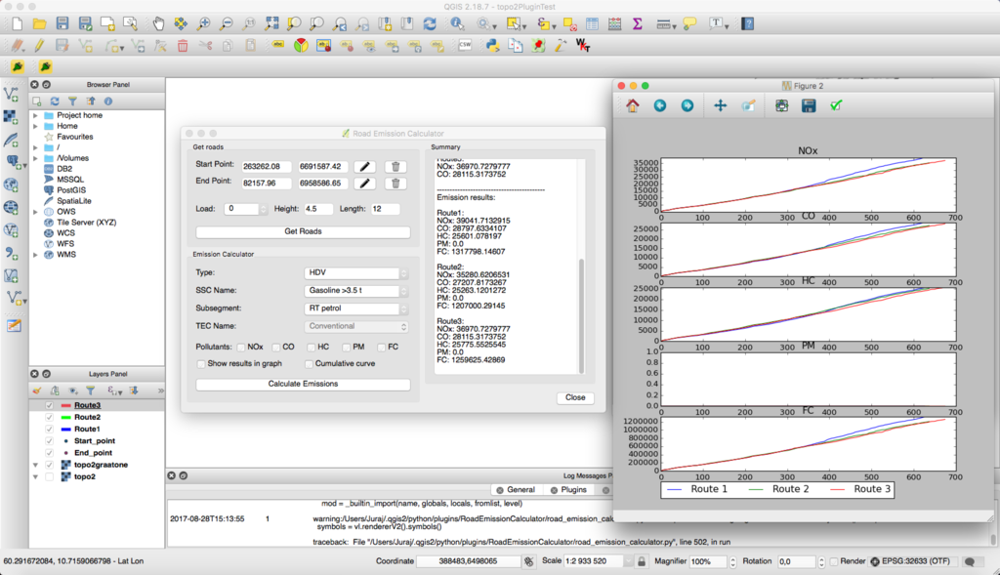 QGIS 2.18.7 - topo2PluginTest
CSW
Browser Panel
Project home
Home
Favourites
/
/Volumes
DB2
MSSQL
PostGIS
SpatiaLite
OWS
Tile Server (XYZ)
WCS
WFS
WMS
Layers Panel
Route3
Route2
Route1
Start_point
End_point
topo2graatone
topo2
Road Emission Calculator
Get roads
Start Point: 263262.08 6691587.42
End Point: 82157.96 6958586.65
Load: 0 Height: 4.5 Length: 12
Get Roads
Emission Calculator
Type: HDV
SSC Name: Gasoline >3.5 t
Subsegment: RT petrol
TEC Name: Conventional
Pollutants: NOx CO HC PM FC
Show results in graph Cumulative curve
Calculate Emissions
Summary
Route3:
NOx: 36970.7279777
CO: 28115.3173752
--------------------------------------------
Emission results:
Route1:
NOx: 39041.7132915
CO: 28797.6334107
HC: 25601.078197
PM: 0.0
FC: 1317798.14607
Route2:
NOx: 35280.6206531
CO: 27207.8173267
HC: 25263.1201272
PM: 0.0
FC: 1207000.29145
Route3:
NOx: 36970.7279777
CO: 28115.3173752
HC: 25775.5525545
PM: 0.0
FC: 1259625.42869
Close
Figure 2
NOx
35000
30000
25000
20000
15000
10000
5000
0
0 100 200 300 400 500 600 700
CO
25000
20000
15000
10000
5000
0
0 100 200 300 400 500 600 700
HC
25000
20000
15000
10000
5000
0
0 100 200 300 400 500 600 700
PM
1.0
0.8
0.6
0.4
0.2
0.0
0 100 200 300 400 500 600 700
FC
1200000
1000000
800000
600000
400000
200000
0
0 100 200 300 400 500 600 700
Route 1 Route 2 Route 3
Log Messages P
General Plugins
mod = _builtin_import(name, globals, locals, fromlist, level)
2017-08-28T15:13:55 1 warning:/Users/Juraj/.qgis2/python/plugins/RoadEmissionCalculator/road_emission_
symbols = vl.rendererV2().symbols()
traceback: File "/Users/Juraj/.qgis2/python/plugins/RoadEmissionCalculator/road_emission_calculator.py", line 502, in run
60.291672084, 10.7159066798 - Lat Lon Coordinate 388483,6498065 Scale 1:2 933 520 Magnifier 100% Rotation 0,0 Render EPSG:32633 (OTF)